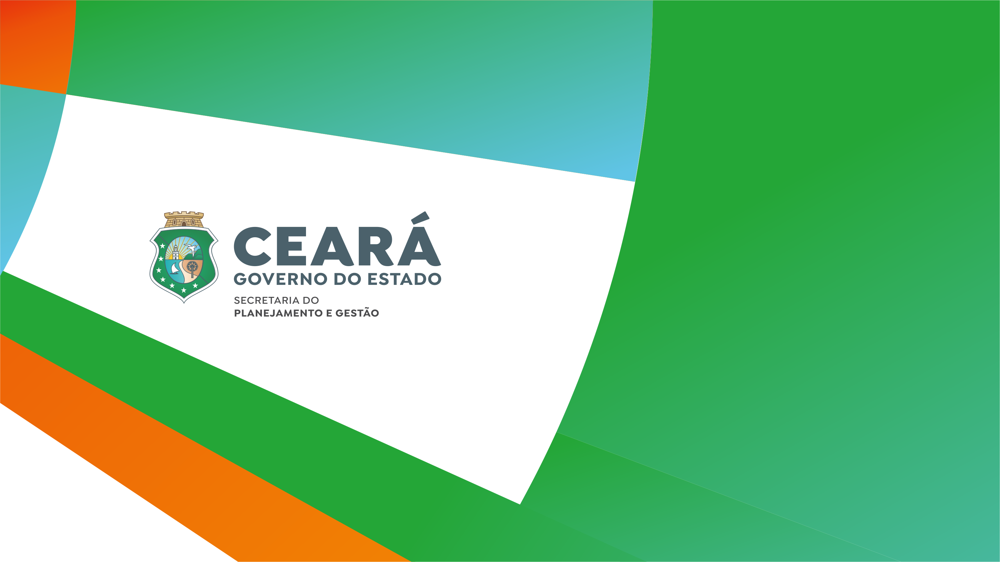 CEARÁ
GOVERNO DO ESTADO
SECRETARIA DO
PLANEJAMENTO E GESTÃO